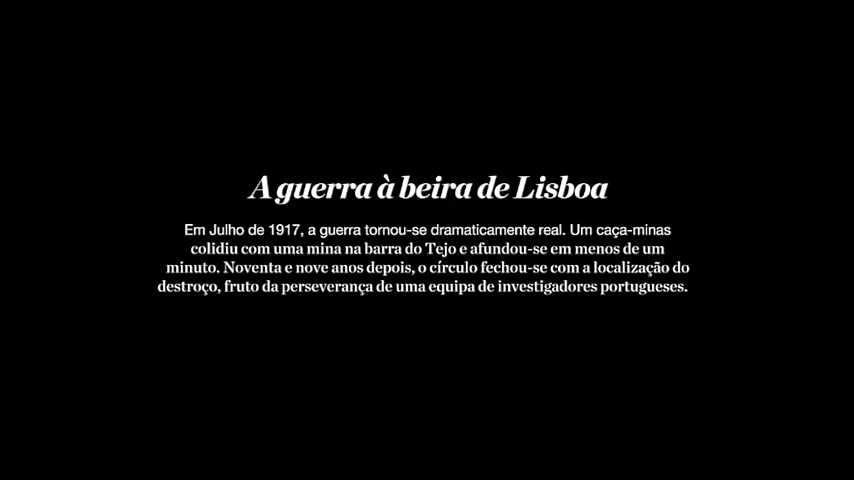 A guerra à beira de Lisboa
Em Julho de 1917, a guerra tornou-se dramaticamente real. Um caça-minas
colidiu com uma mina na barra do Tejo e afundou-se em menos de um
minuto. Noventa e nove anos depois, o círculo fechou-se com a localização do
destroço, fruto da perseverança de uma equipa de investigadores portugueses.